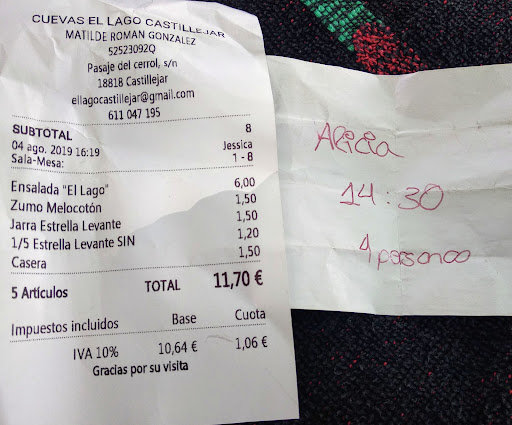 CUEVAS EL LAGO CASTILLEJAR
MATILDE ROMAN GONZALEZ
52523092Q
Pasaje del cerrol, s/n
18818 Castillejar
ellagocastillejar@gmail.com
611 047 195
SUBTOTAL 8
04 ago. 2019 16:19 Jessica
Sala-Mesa: 1 - 8
Ensalada "El Lago" 6,00
Zumo Melocotón 1,50
Jarra Estrella Levante 1,50
1/5 Estrella Levante SIN 1,20
Casera 1,50
5 Artículos TOTAL 11,70 €
Impuestos incluidos Base Cuota
IVA 10% 10,64 € 1,06 €
Gracias por su visita
Alicia
14:30
4 personas